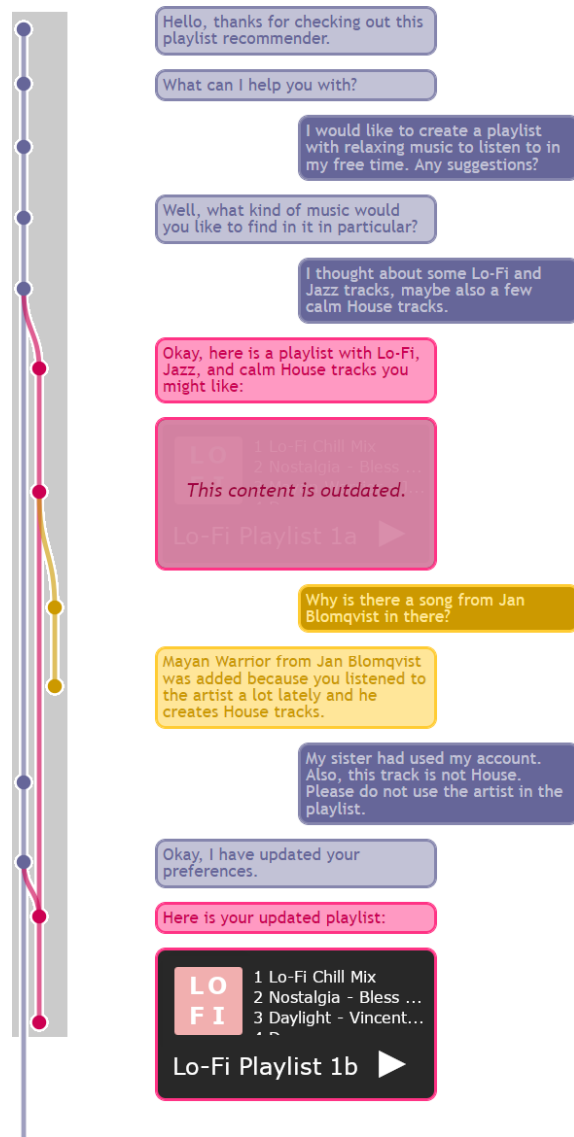 Hello, thanks for checking out this
playlist recommender.
What can I help you with?
I would like to create a playlist
with relaxing music to listen to in
my free time. Any suggestions?
Well, what kind of music would
you like to find in it in particular?
I thought about some Lo-Fi and
Jazz tracks, maybe also a few
calm House tracks.
Okay, here is a playlist with Lo-Fi,
Jazz, and calm House tracks you
might like:
LO
FI
1 Lo-Fi Chill Mix
2 Nostalgia - Bless ...
This content is outdated.
Lo-Fi Playlist 1a
Why is there a song from Jan
Blomqvist in there?
Mayan Warrior from Jan Blomqvist
was added because you listened to
the artist a lot lately and he
creates House tracks.
My sister had used my account.
Also, this track is not House.
Please do not use the artist in the
playlist.
Okay, I have updated your
preferences.
Here is your updated playlist:
LO
FI
1 Lo-Fi Chill Mix
2 Nostalgia - Bless ...
3 Daylight - Vincent...
Lo-Fi Playlist 1b